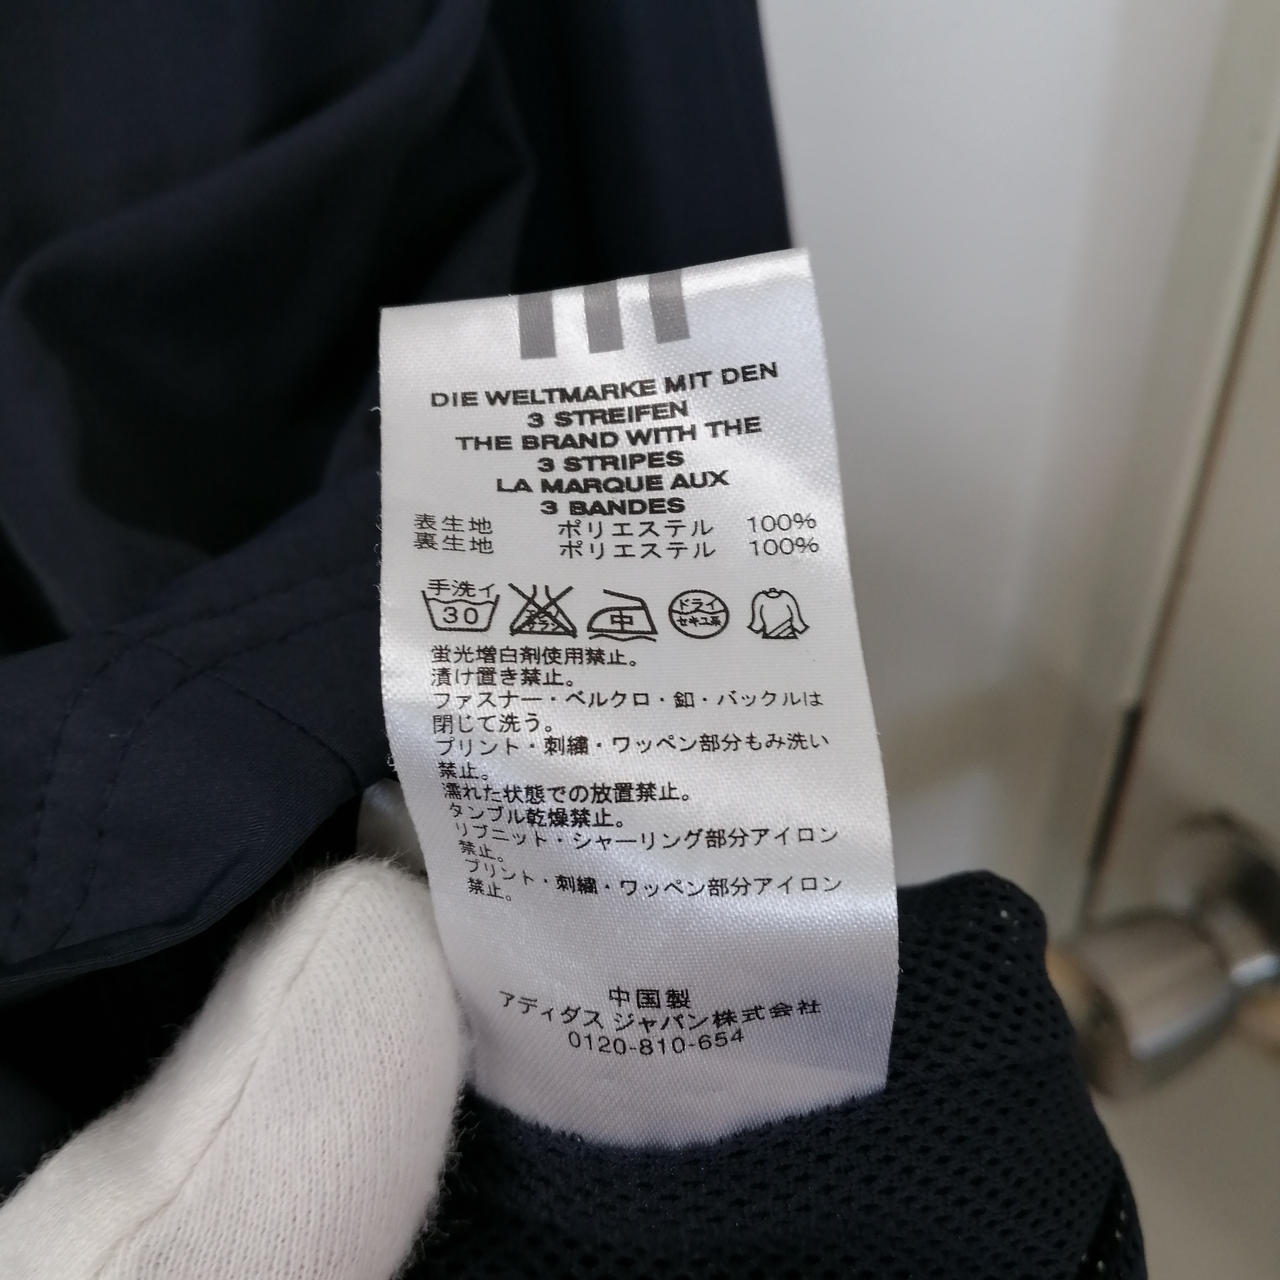 DIE WELTMARKE MIT DEN
3 STREIFEN
THE BRAND WITH THE
3 STRIPES
LA MARQUE AUX
3 BANDES
表生地 ポリエステル 100%
裏生地 ポリエステル 100%
手洗イ
30 中 ドライ
セキユ系
蛍光増白剤使用禁止。
漬け置き禁止。
ファスナー・ベルクロ・釦・バックルは
閉じて洗う。
プリント・刺繍・ワッペン部分もみ洗い
禁止。
濡れた状態での放置禁止。
タンブル乾燥禁止。
リブニット・シャーリング部分アイロン
禁止。
プリント・刺繍・ワッペン部分アイロン
禁止。
中国製
アディダス ジャパン株式会社
0120-810-654